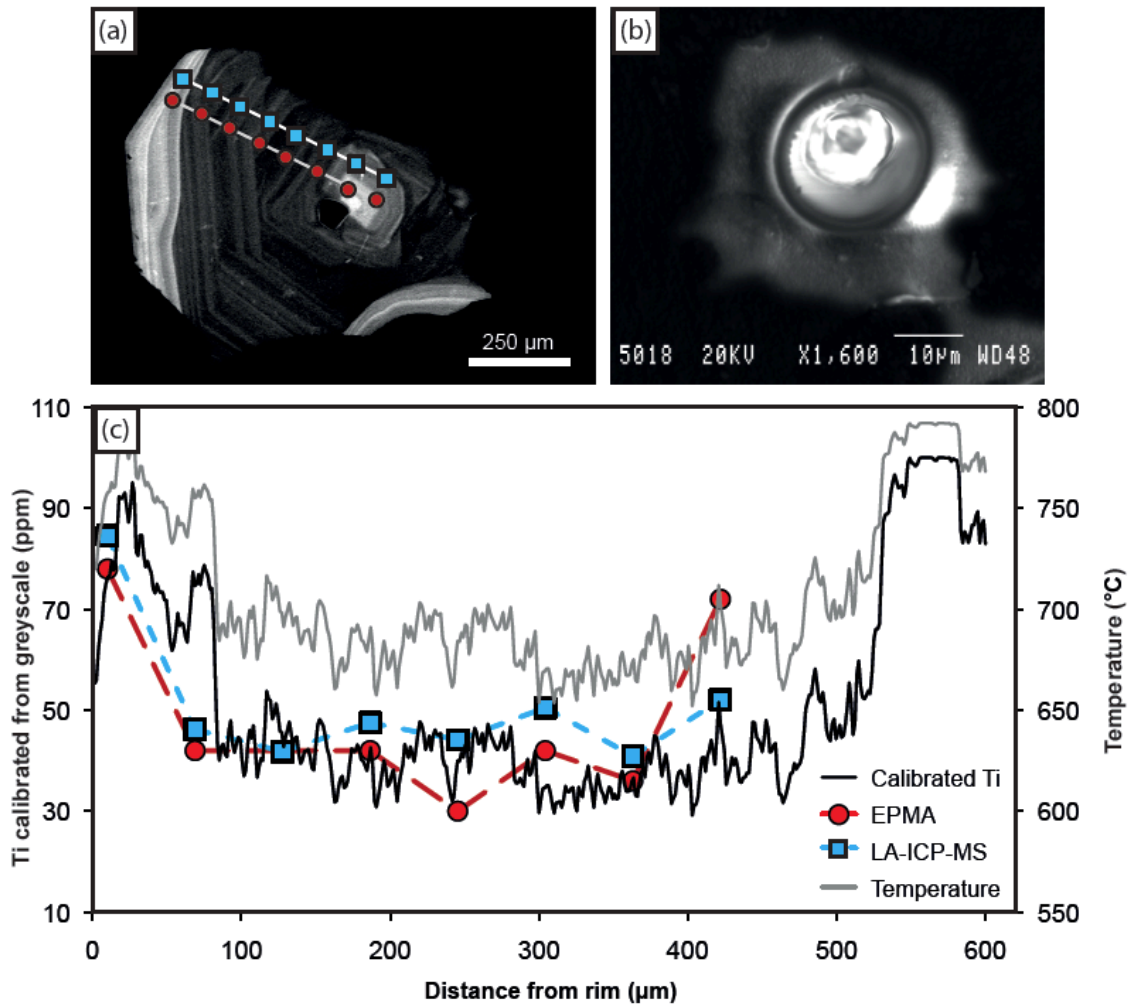 (a)
250 µm
(b)
5018 20KV X1,600 10µm WD48
(c)
110
90
70
50
30
10
Ti calibrated from greyscale (ppm)
800
750
700
650
600
550
Temperature (°C)
Calibrated Ti
EPMA
LA-ICP-MS
Temperature
0 100 200 300 400 500 600
Distance from rim (µm)